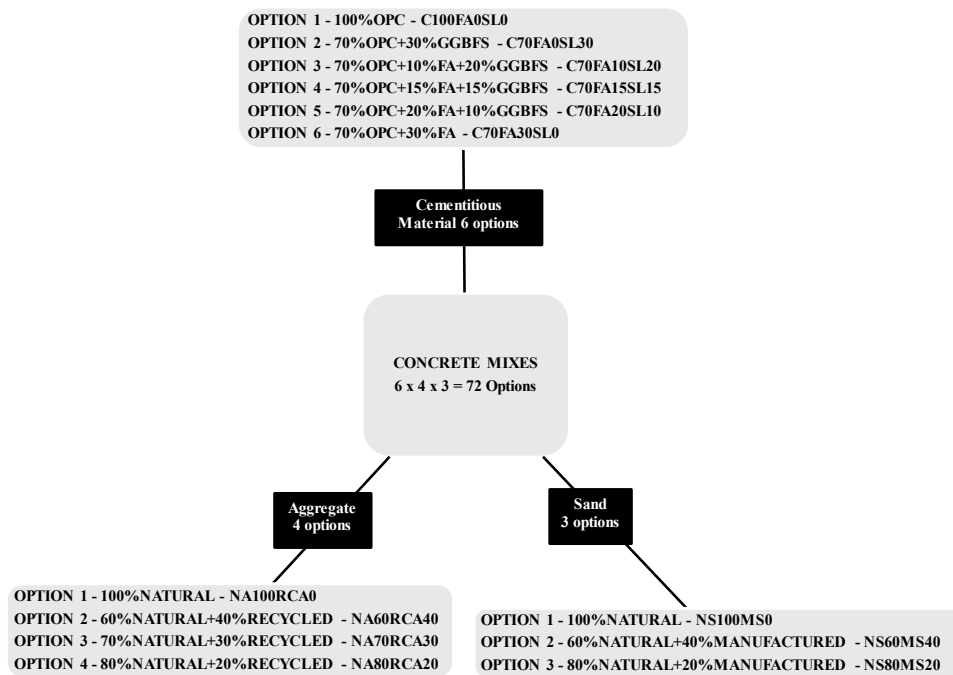 OPTION 1 - 100%OPC - C100FA0SL0
OPTION 2 - 70%OPC+30%GGBFS - C70FA0SL30
OPTION 3 - 70%OPC+10%FA+20%GGBFS - C70FA10SL20
OPTION 4 - 70%OPC+15%FA+15%GGBFS - C70FA15SL15
OPTION 5 - 70%OPC+20%FA+10%GGBFS - C70FA20SL10
OPTION 6 - 70%OPC+30%FA - C70FA30SL0
Cementitious
Material 6 options
CONCRETE MIXES
6 x 4 x 3 = 72 Options
Aggregate
4 options
Sand
3 options
OPTION 1 - 100%NATURAL - NA100RCA0
OPTION 2 - 60%NATURAL+40%RECYCLED - NA60RCA40
OPTION 3 - 70%NATURAL+30%RECYCLED - NA70RCA30
OPTION 4 - 80%NATURAL+20%RECYCLED - NA80RCA20
OPTION 1 - 100%NATURAL - NS100MS0
OPTION 2 - 60%NATURAL+40%MANUFACTURED - NS60MS40
OPTION 3 - 80%NATURAL+20%MANUFACTURED - NS80MS20